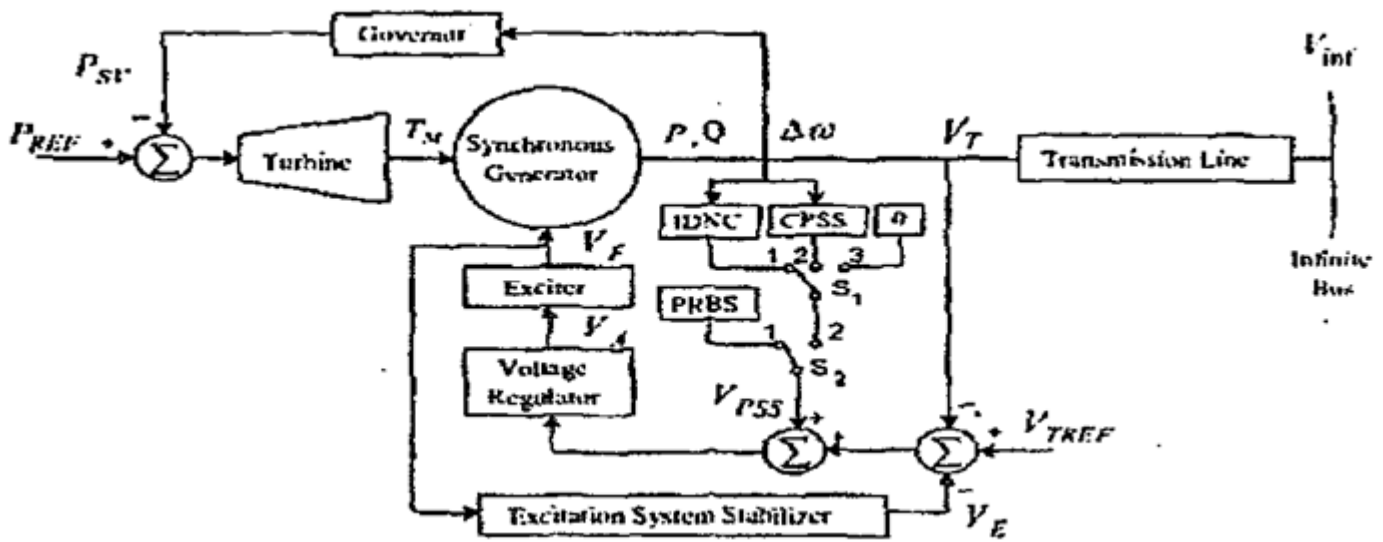 Governor
P_SV
V_inf
P_REF
+
-
Σ
Turbine
T_M
Synchronous
Generator
P, Q
Δω
V_T
Transmission Line
IDNC
CPSS
0
1
2
3
S_1
V_F
Exciter
PRBS
V_A
1
2
S_2
Infinite
Bus
Voltage
Regulator
V_PSS
+
+
Σ
-
Σ
+
V_TREF
-
V_E
Excitation System Stabilizer